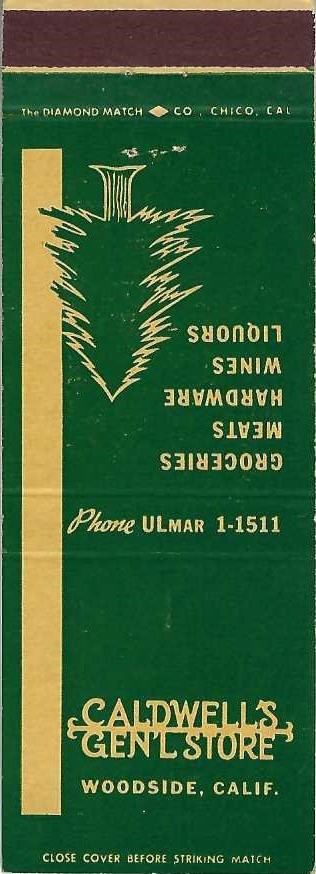 The DIAMOND MATCH CO., CHICO, CAL
GROCERIES
MEATS
HARDWARE
WINES
LIQUORS
Phone ULMAR 1-1511
CALDWELL'S
GEN'L STORE
WOODSIDE, CALIF.
CLOSE COVER BEFORE STRIKING MATCH